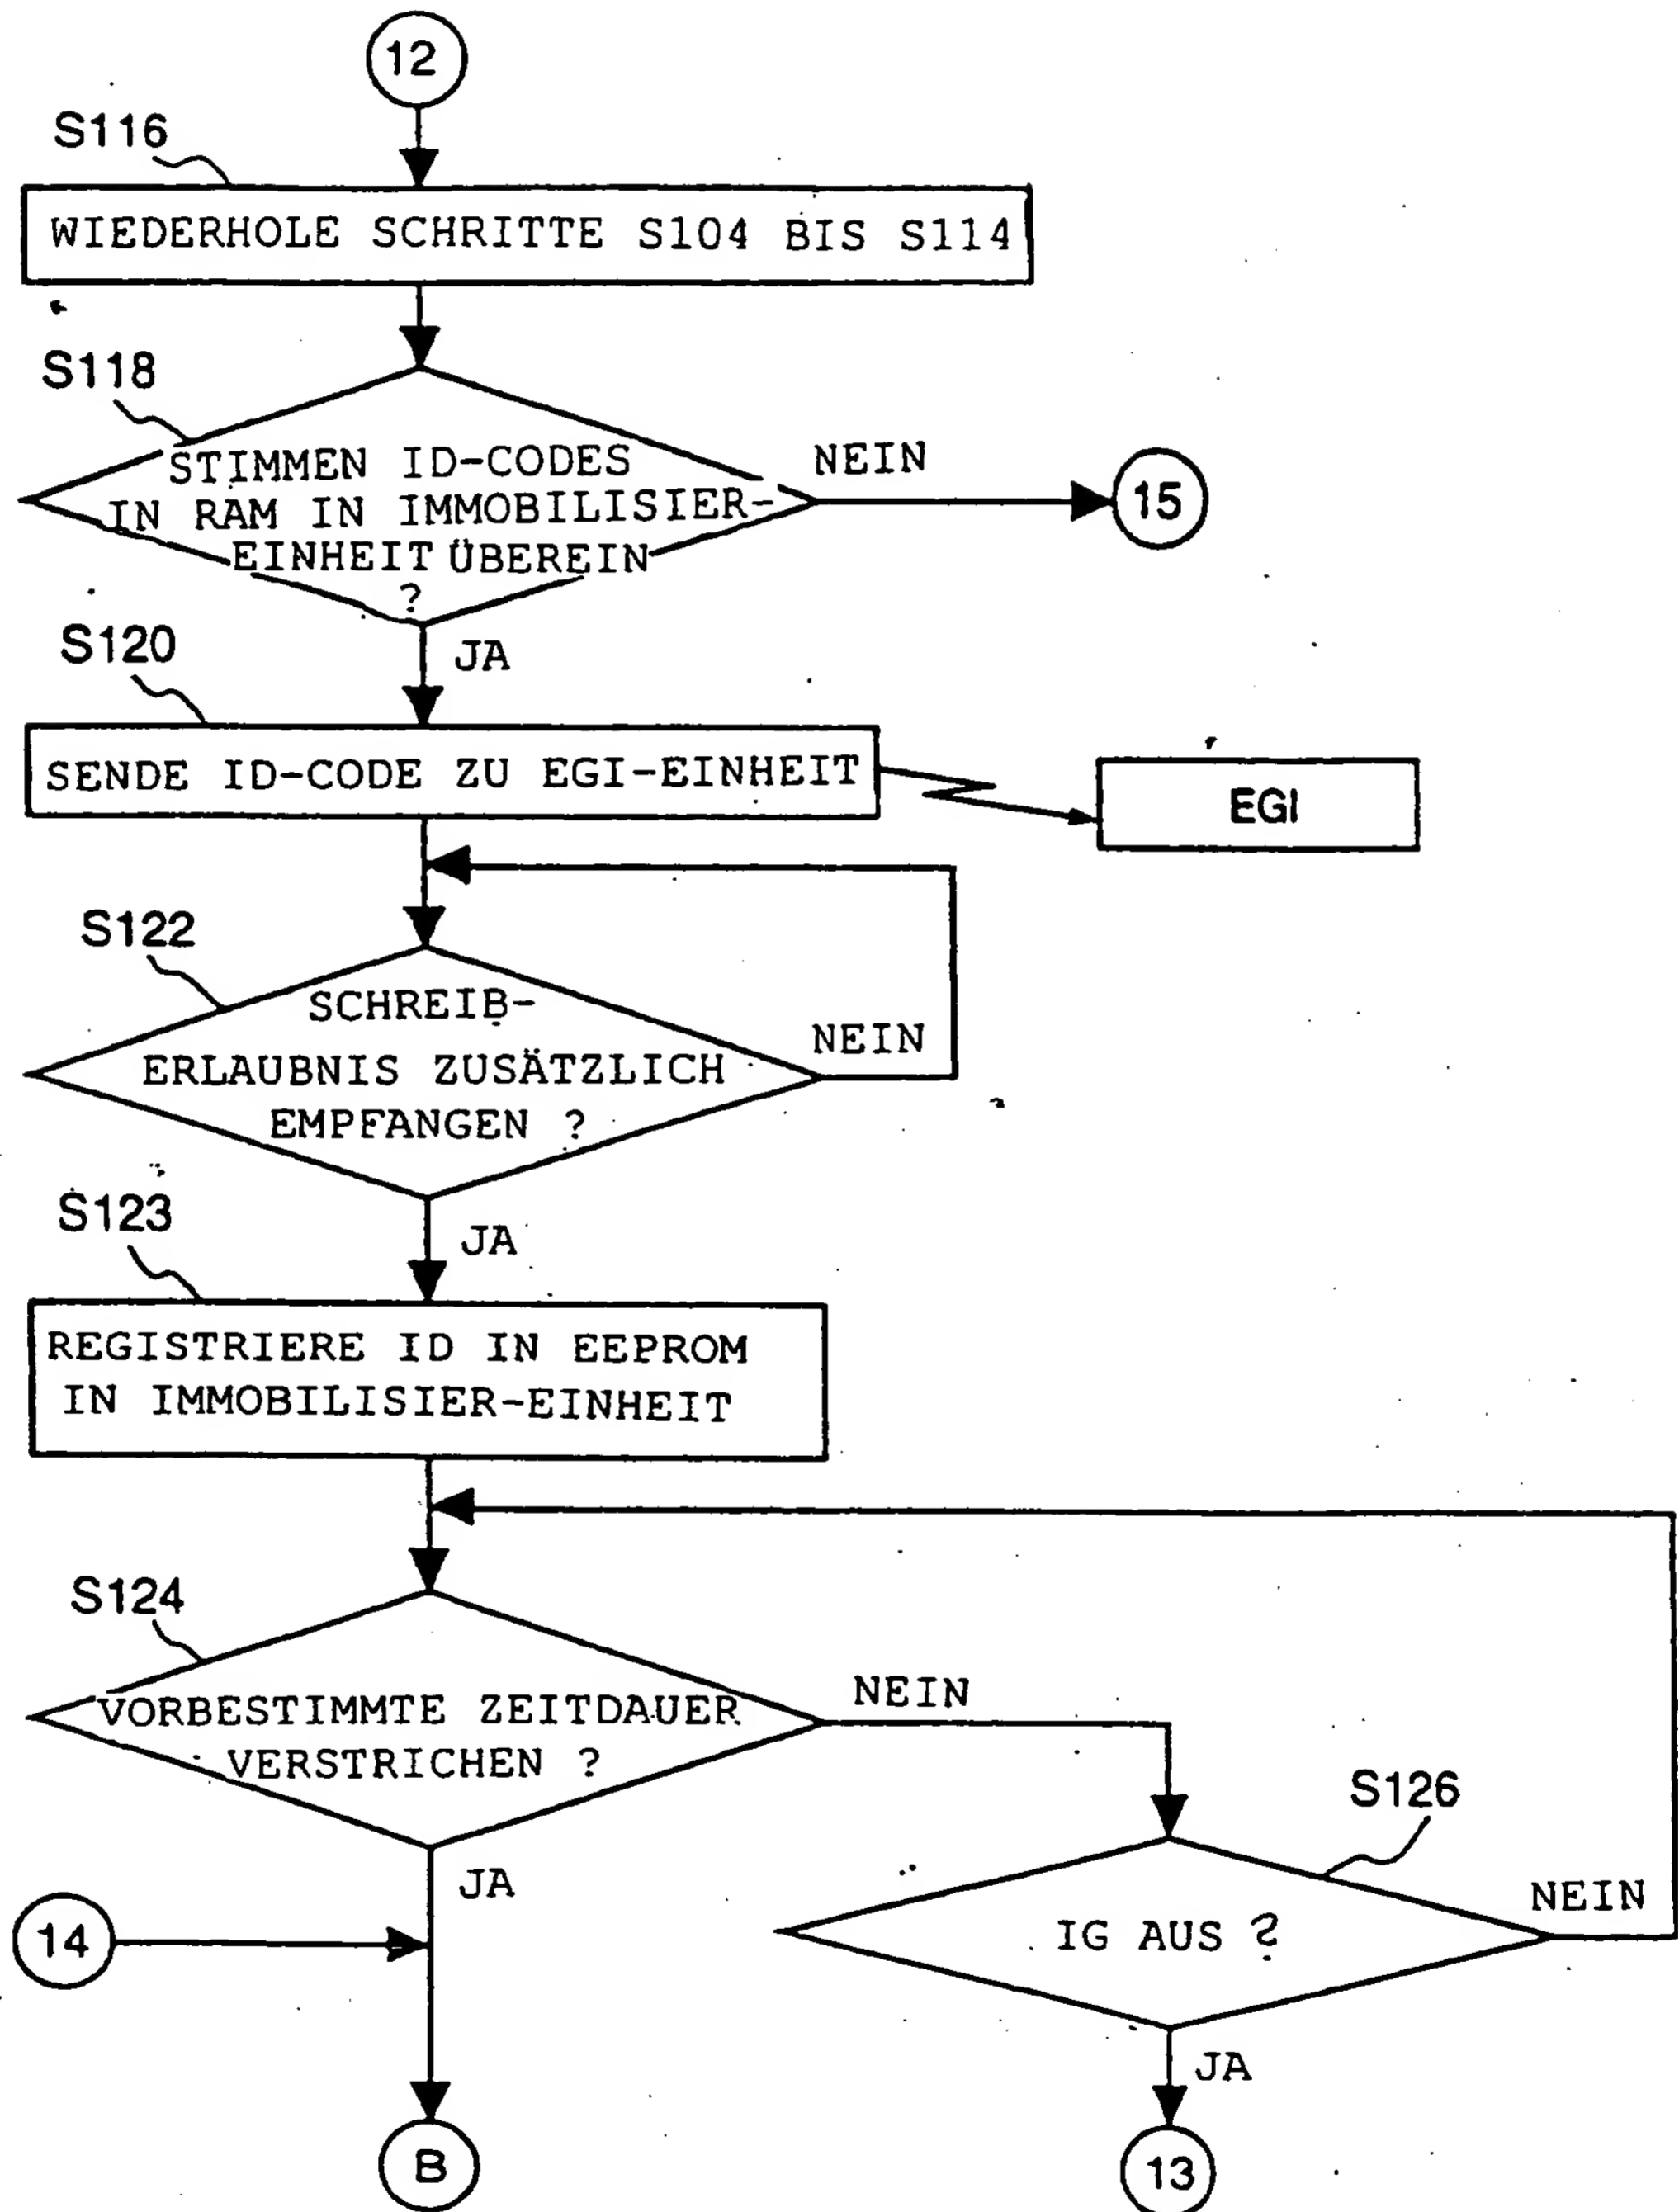 12
S116
WIEDERHOLE SCHRITTE S104 BIS S114
S118
STIMMEN ID-CODES
IN RAM IN IMMOBILISIER-
EINHEIT ÜBEREIN
?
NEIN
15
JA
S120
SENDE ID-CODE ZU EGI-EINHEIT
EGI
S122
SCHREIB-
ERLAUBNIS ZUSÄTZLICH
EMPFANGEN ?
NEIN
JA
S123
REGISTRIERE ID IN EEPROM
IN IMMOBILISIER-EINHEIT
S124
VORBESTIMMTE ZEITDAUER
VERSTRICHEN ?
NEIN
JA
S126
IG AUS ?
NEIN
JA
14
B
13